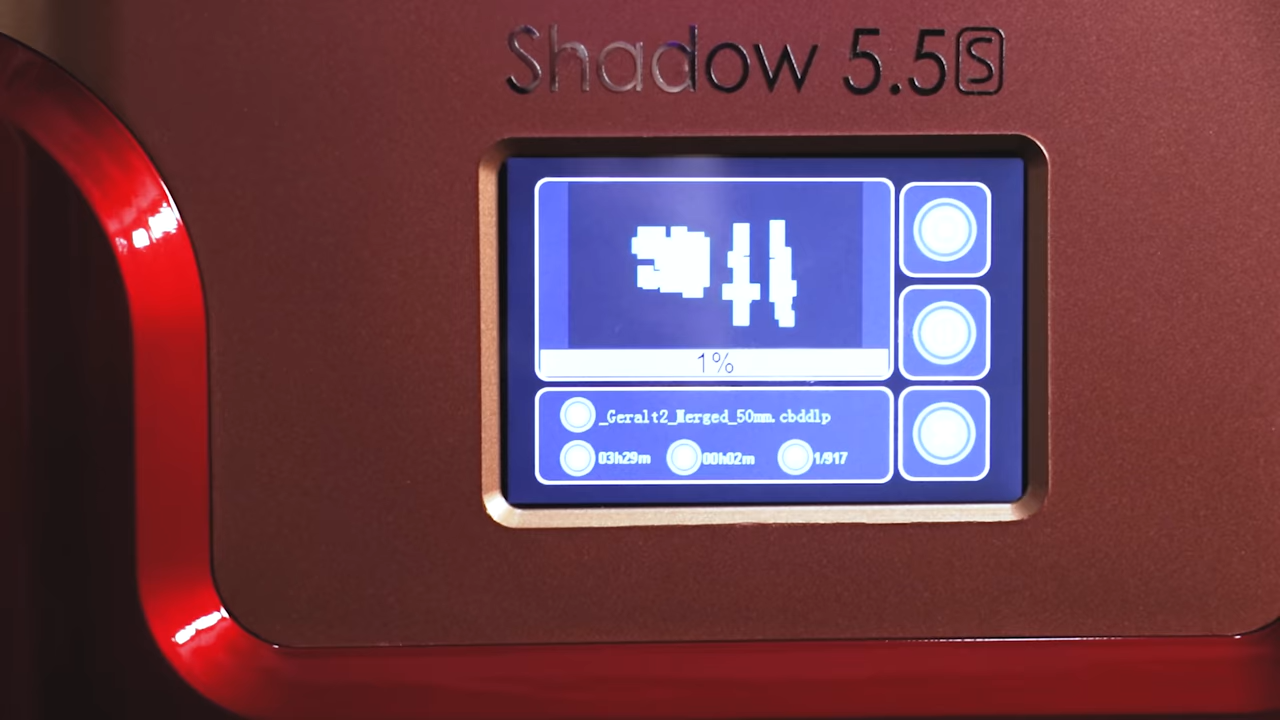 Shadow 5.5S
1%
_Geralt2_Merged_50mm.cbddlp
03h29m 00h02m 1/917